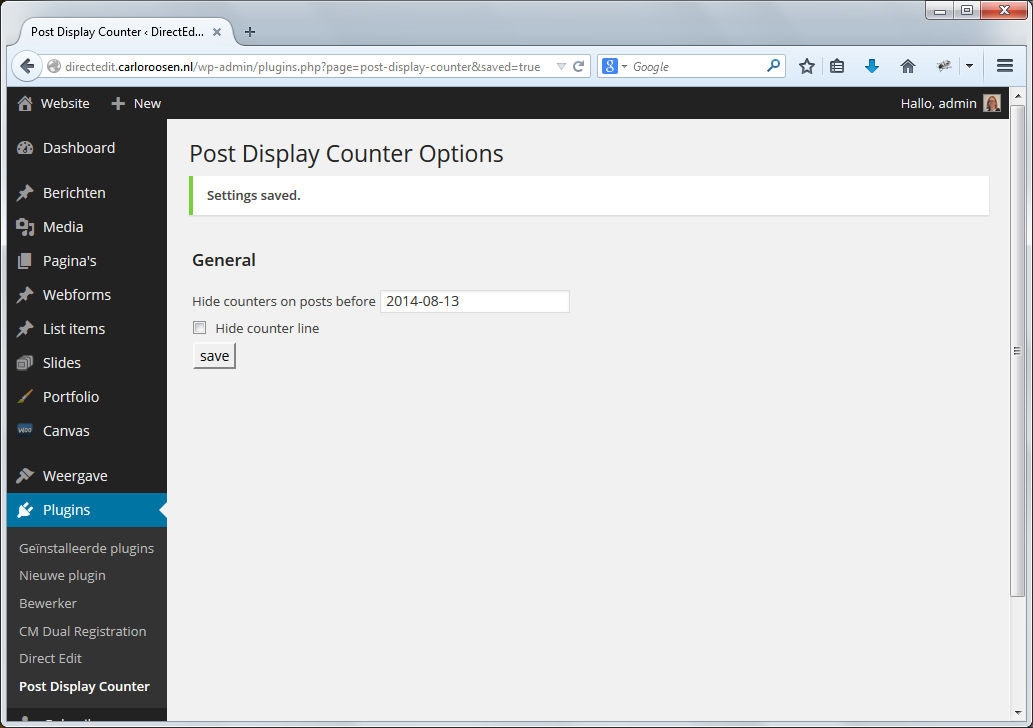 Post Display Counter ‹ DirectEd...
directedit.carloroosen.nl/wp-admin/plugins.php?page=post-display-counter&saved=true
Google
Website
New
Hallo, admin
Dashboard
Berichten
Media
Pagina's
Webforms
List items
Slides
Portfolio
Canvas
Weergave
Plugins
Geïnstalleerde plugins
Nieuwe plugin
Bewerker
CM Dual Registration
Direct Edit
Post Display Counter
Post Display Counter Options
Settings saved.
General
Hide counters on posts before 2014-08-13
Hide counter line
save